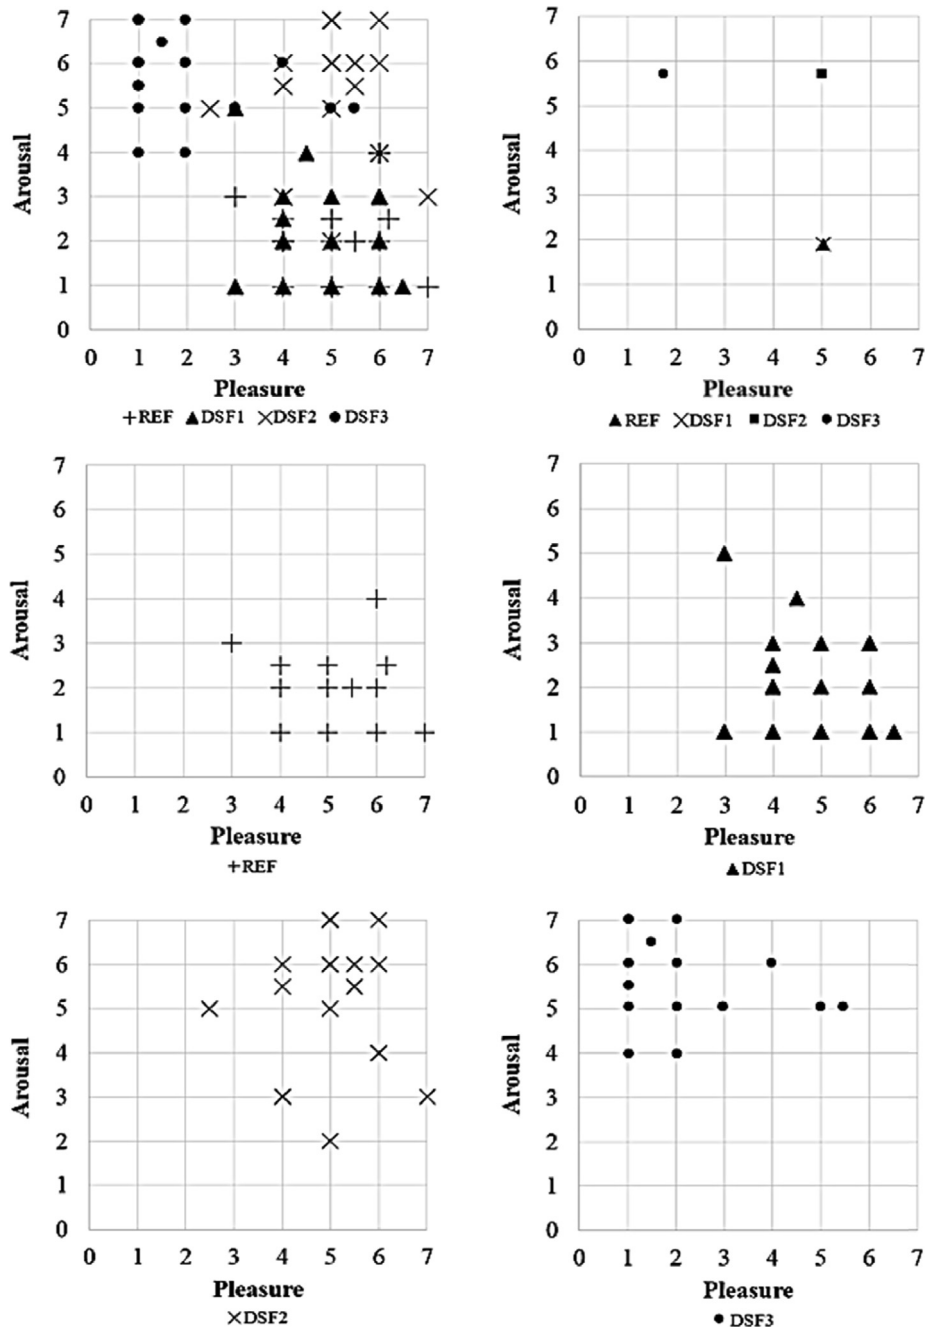 7 7
6 6
5 5
4 4
3 3
2 2
1 1
0 0
Arousal Arousal
0 1 2 3 4 5 6 7 0 1 2 3 4 5 6 7
Pleasure Pleasure
REF DSF1 DSF2 DSF3 REF DSF1 DSF2 DSF3
7 7
6 6
5 5
4 4
3 3
2 2
1 1
0 0
Arousal Arousal
0 1 2 3 4 5 6 7 0 1 2 3 4 5 6 7
Pleasure Pleasure
REF DSF1
7 7
6 6
5 5
4 4
3 3
2 2
1 1
0 0
Arousal Arousal
0 1 2 3 4 5 6 7 0 1 2 3 4 5 6 7
Pleasure Pleasure
DSF2 DSF3